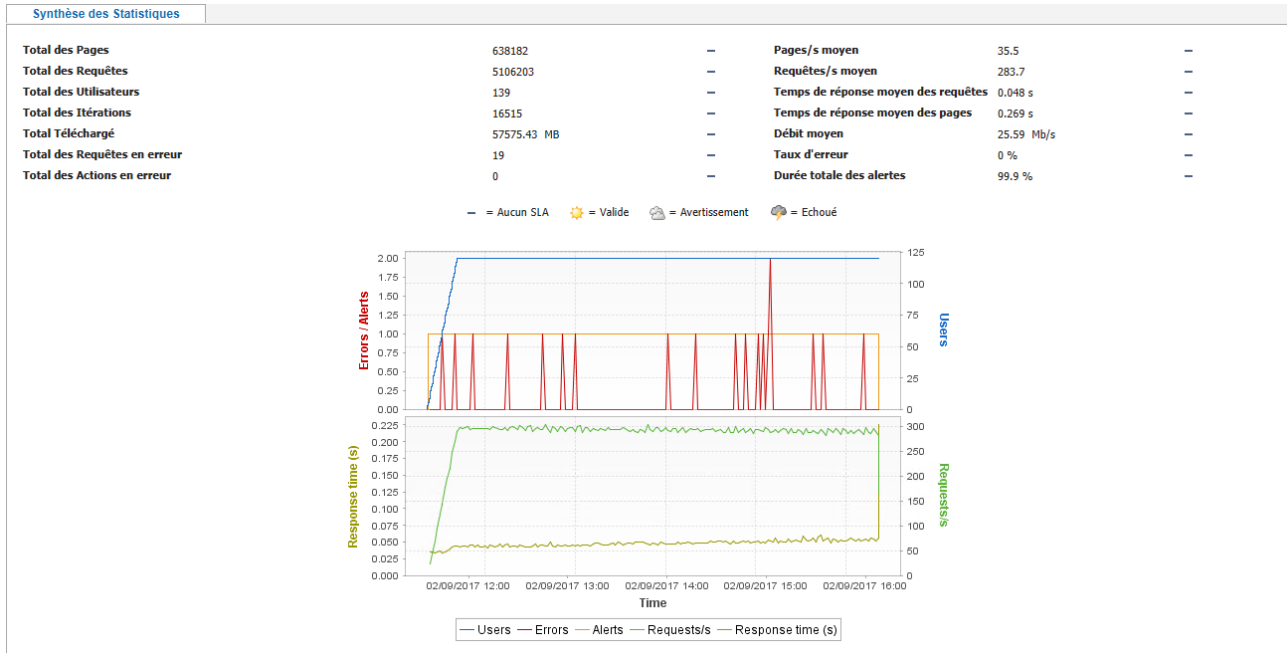 Synthèse des Statistiques
Total des Pages 638182 – Pages/s moyen 35.5 –
Total des Requêtes 5106203 – Requêtes/s moyen 283.7 –
Total des Utilisateurs 139 – Temps de réponse moyen des requêtes 0.048 s –
Total des Itérations 16515 – Temps de réponse moyen des pages 0.269 s –
Total Téléchargé 57575.43 MB – Débit moyen 25.59 Mb/s –
Total des Requêtes en erreur 19 – Taux d'erreur 0 % –
Total des Actions en erreur 0 – Durée totale des alertes 99.9 % –
– = Aucun SLA = Valide = Avertissement = Echoué
Errors / Alerts
2.00
1.75
1.50
1.25
1.00
0.75
0.50
0.25
0.00
125
100
75
50
25
0
Users
Response time (s)
0.225
0.200
0.175
0.150
0.125
0.100
0.075
0.050
0.025
0.000
300
250
200
150
100
50
0
Requests/s
02/09/2017 12:00 02/09/2017 13:00 02/09/2017 14:00 02/09/2017 15:00 02/09/2017 16:00
Time
Users Errors Alerts Requests/s Response time (s)